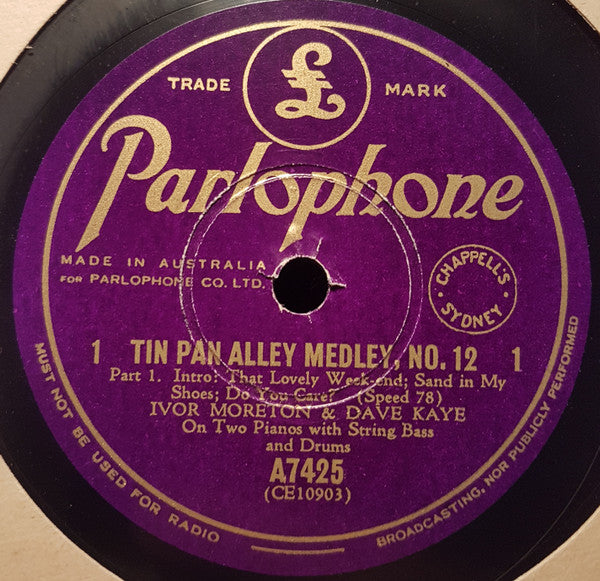 TRADE MARK
£
Parlophone
MADE IN AUSTRALIA
FOR PARLOPHONE CO. LTD.
CHAPPELL'S
SYDNEY
1 TIN PAN ALLEY MEDLEY, NO. 12 1
Part 1. Intro: That Lovely Week-end; Sand in My
Shoes; Do You Care? (Speed 78)
IVOR MORETON & DAVE KAYE
On Two Pianos with String Bass
and Drums
A7425
(CE10903)
MUST NOT BE USED FOR RADIO
BROADCASTING, NOR PUBLICLY PERFORMED